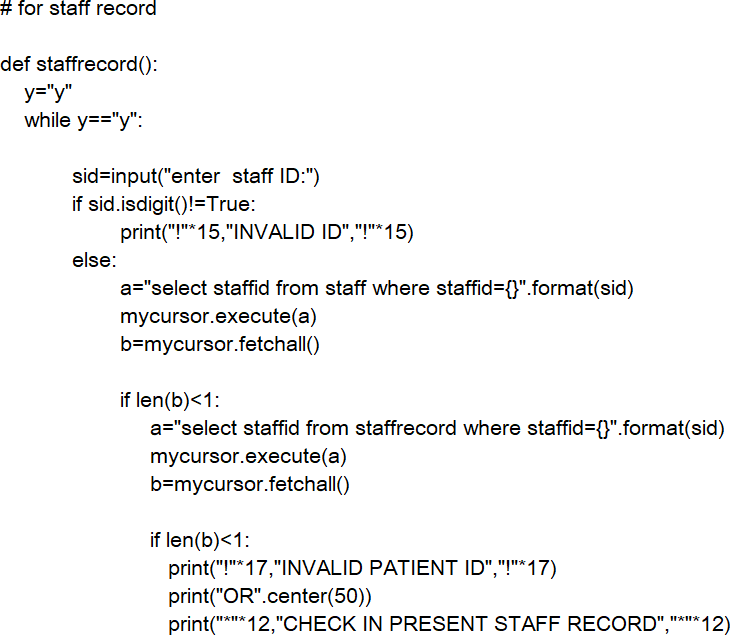 # for staff record
def staffrecord():
y="y"
while y=="y":
sid=input("enter  staff ID:")
if sid.isdigit()!=True:
print("!"*15,"INVALID ID","!"*15)
else:
a="select staffid from staff where staffid={}".format(sid)
mycursor.execute(a)
b=mycursor.fetchall()
if len(b)<1:
a="select staffid from staffrecord where staffid={}".format(sid)
mycursor.execute(a)
b=mycursor.fetchall()
if len(b)<1:
print("!"*17,"INVALID PATIENT ID","!"*17)
print("OR".center(50))
print("*"*12,"CHECK IN PRESENT STAFF RECORD","*"*12)